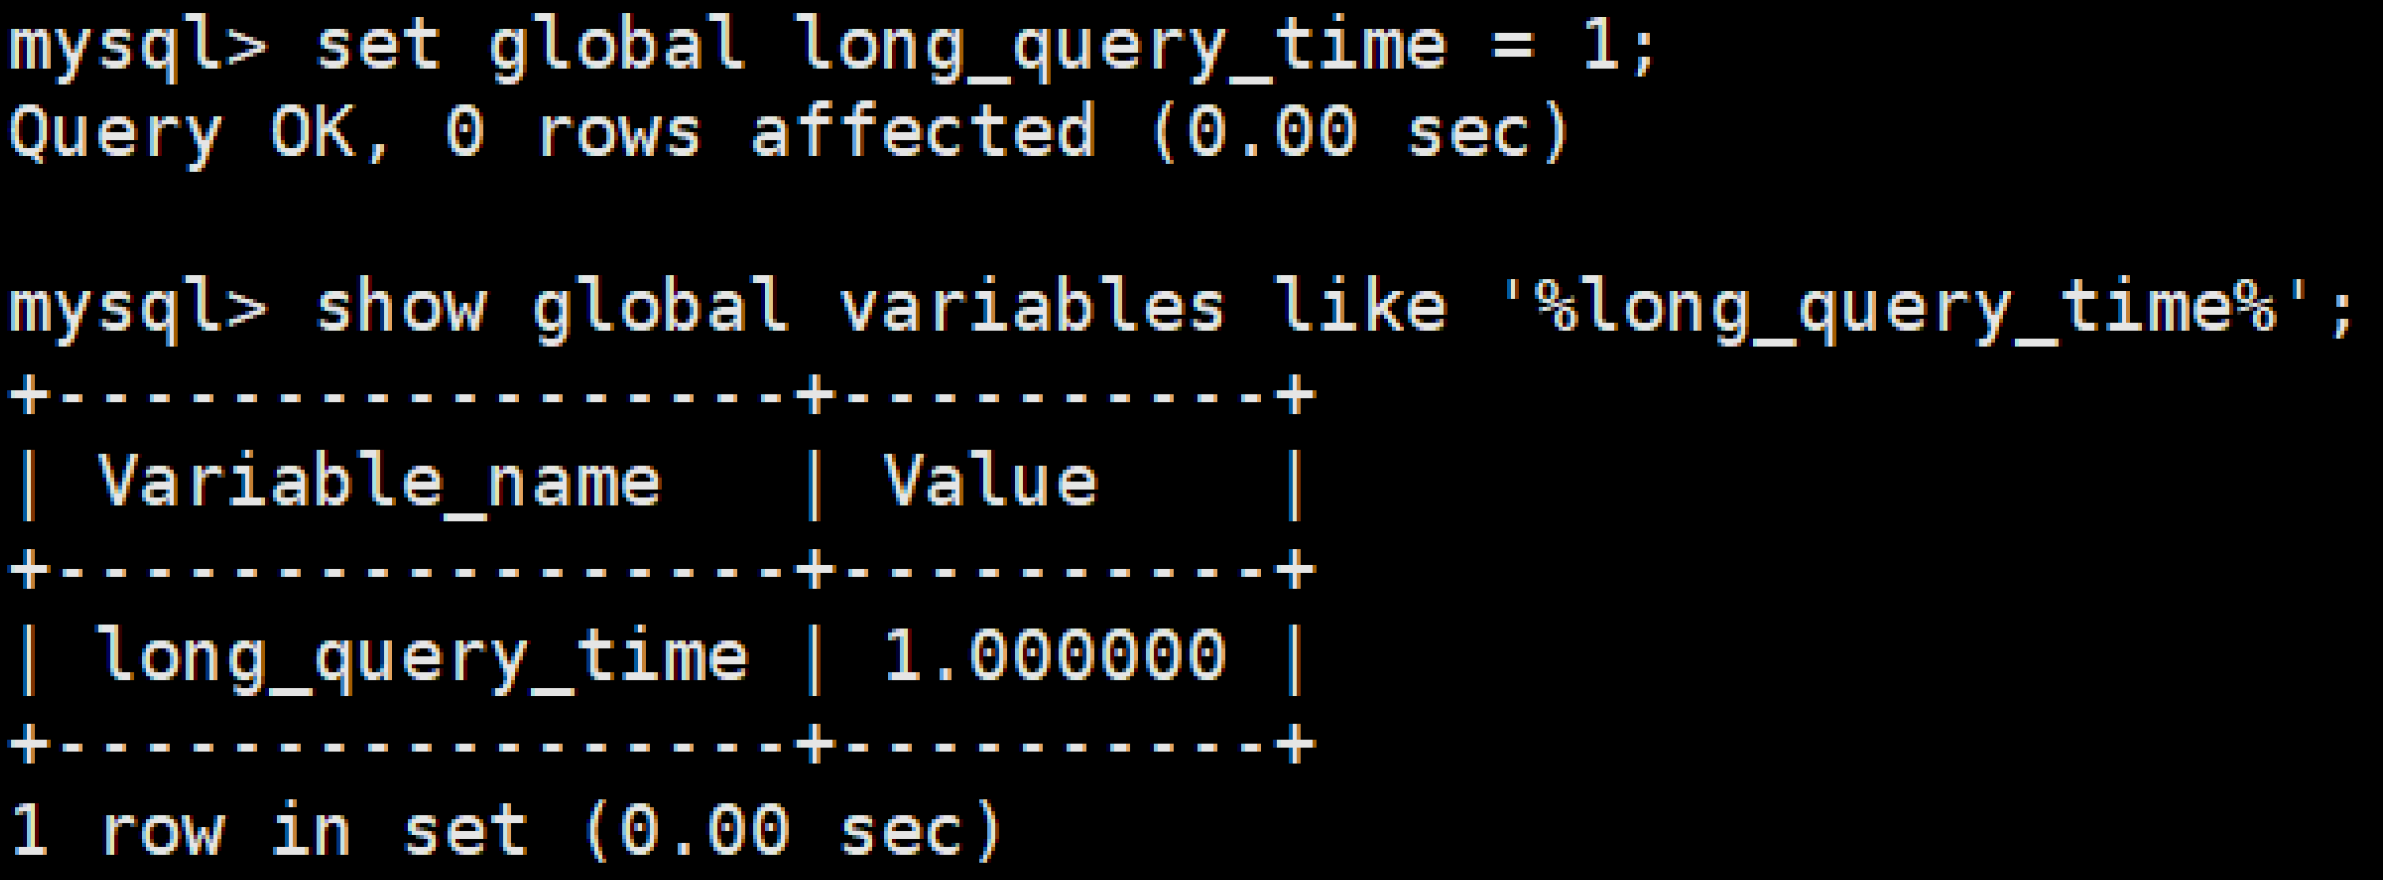 mysql> set global long_query_time = 1;
Query OK, 0 rows affected (0.00 sec)
mysql> show global variables like '%long_query_time%';
+-----------------+----------+
| Variable_name   | Value    |
+-----------------+----------+
| long_query_time | 1.000000 |
+-----------------+----------+
1 row in set (0.00 sec)